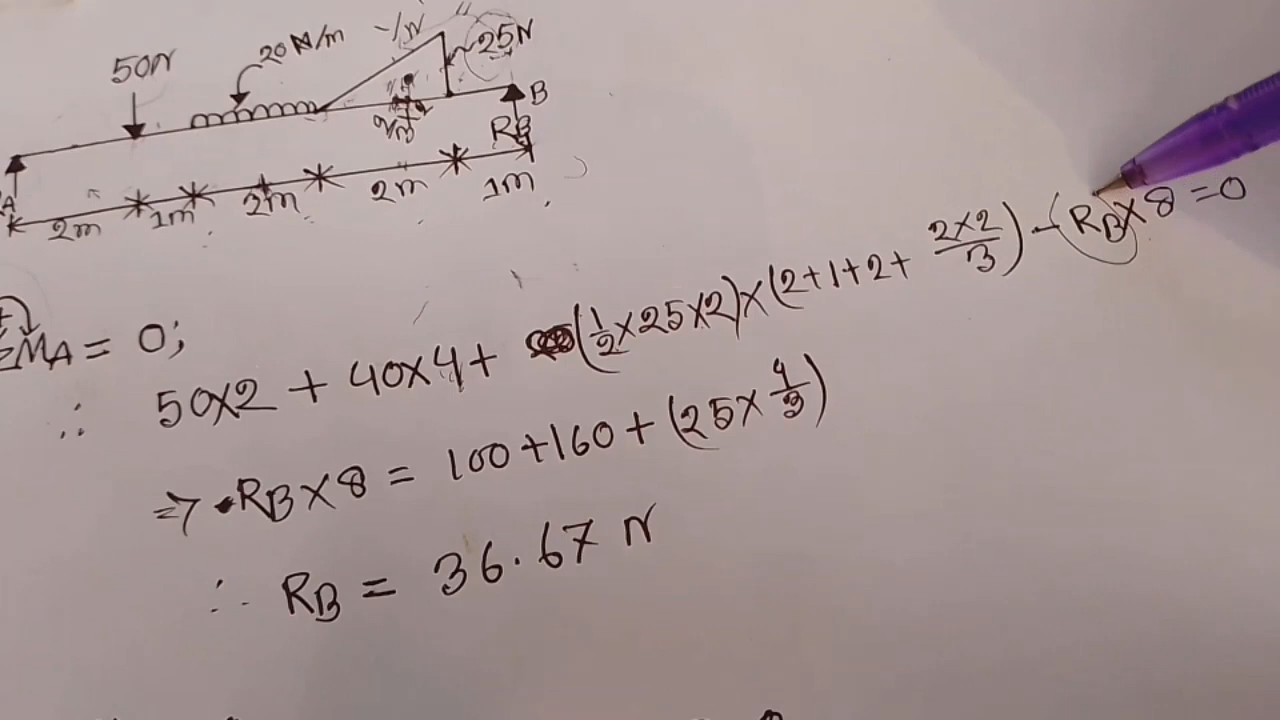 50N
20 N/m
25N
B
RB
A
2m 1m 2m 2m 1m
ΣMA = 0;
∴ 50×2 + 40×4 + (1/2×25×2)×(2+1+2+ 2×2/3) - (RB×8 = 0
⇒ RB×8 = 100+160+(25× 4/3)
∴ RB = 36.67 N